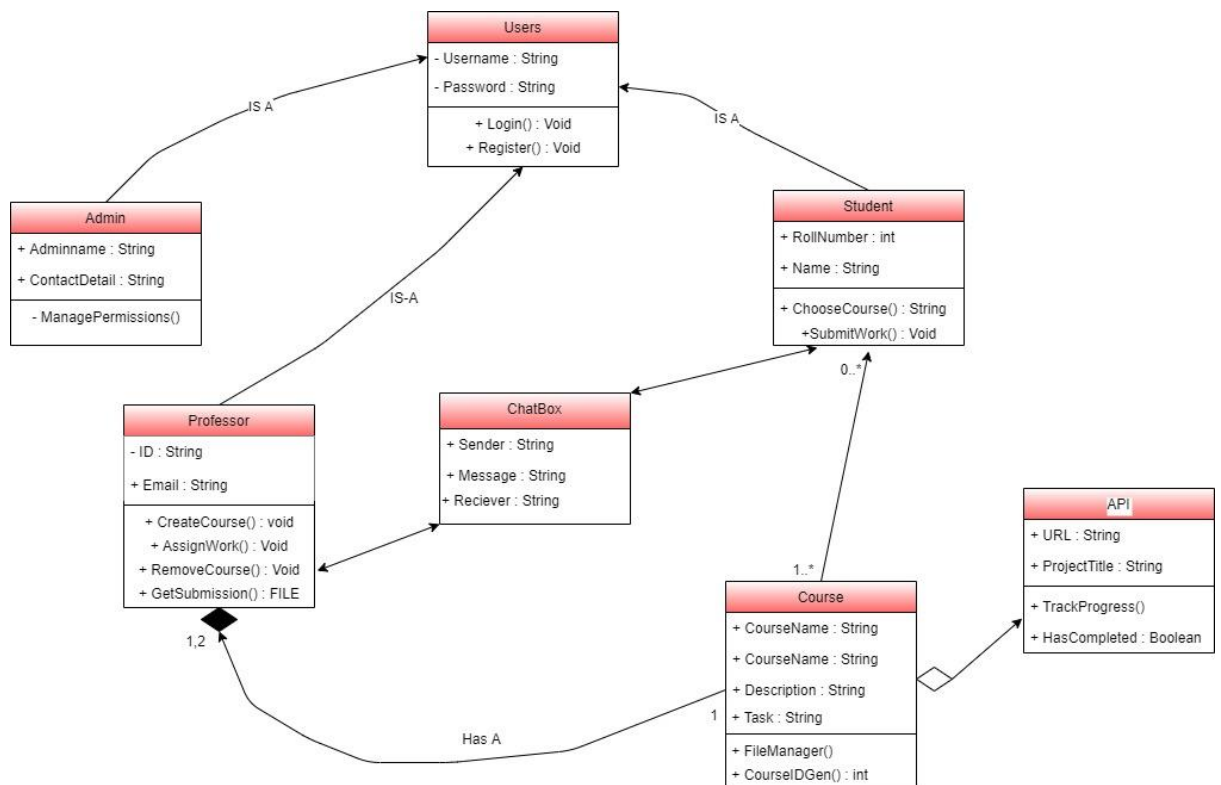 Users
- Username : String
- Password : String
+ Login() : Void
+ Register() : Void
IS A
IS A
Admin
+ Adminname : String
+ ContactDetail : String
- ManagePermissions()
Student
+ RollNumber : int
+ Name : String
+ ChooseCourse() : String
+SubmitWork() : Void
IS-A
0..*
Professor
- ID : String
+ Email : String
+ CreateCourse() : void
+ AssignWork() : Void
+ RemoveCourse() : Void
+ GetSubmission() : FILE
ChatBox
+ Sender : String
+ Message : String
+ Reciever : String
API
+ URL : String
+ ProjectTitle : String
+ TrackProgress()
+ HasCompleted : Boolean
1..*
Course
+ CourseName : String
+ CourseName : String
+ Description : String
+ Task : String
+ FileManager()
+ CourseIDGen() : int
1,2
Has A
1